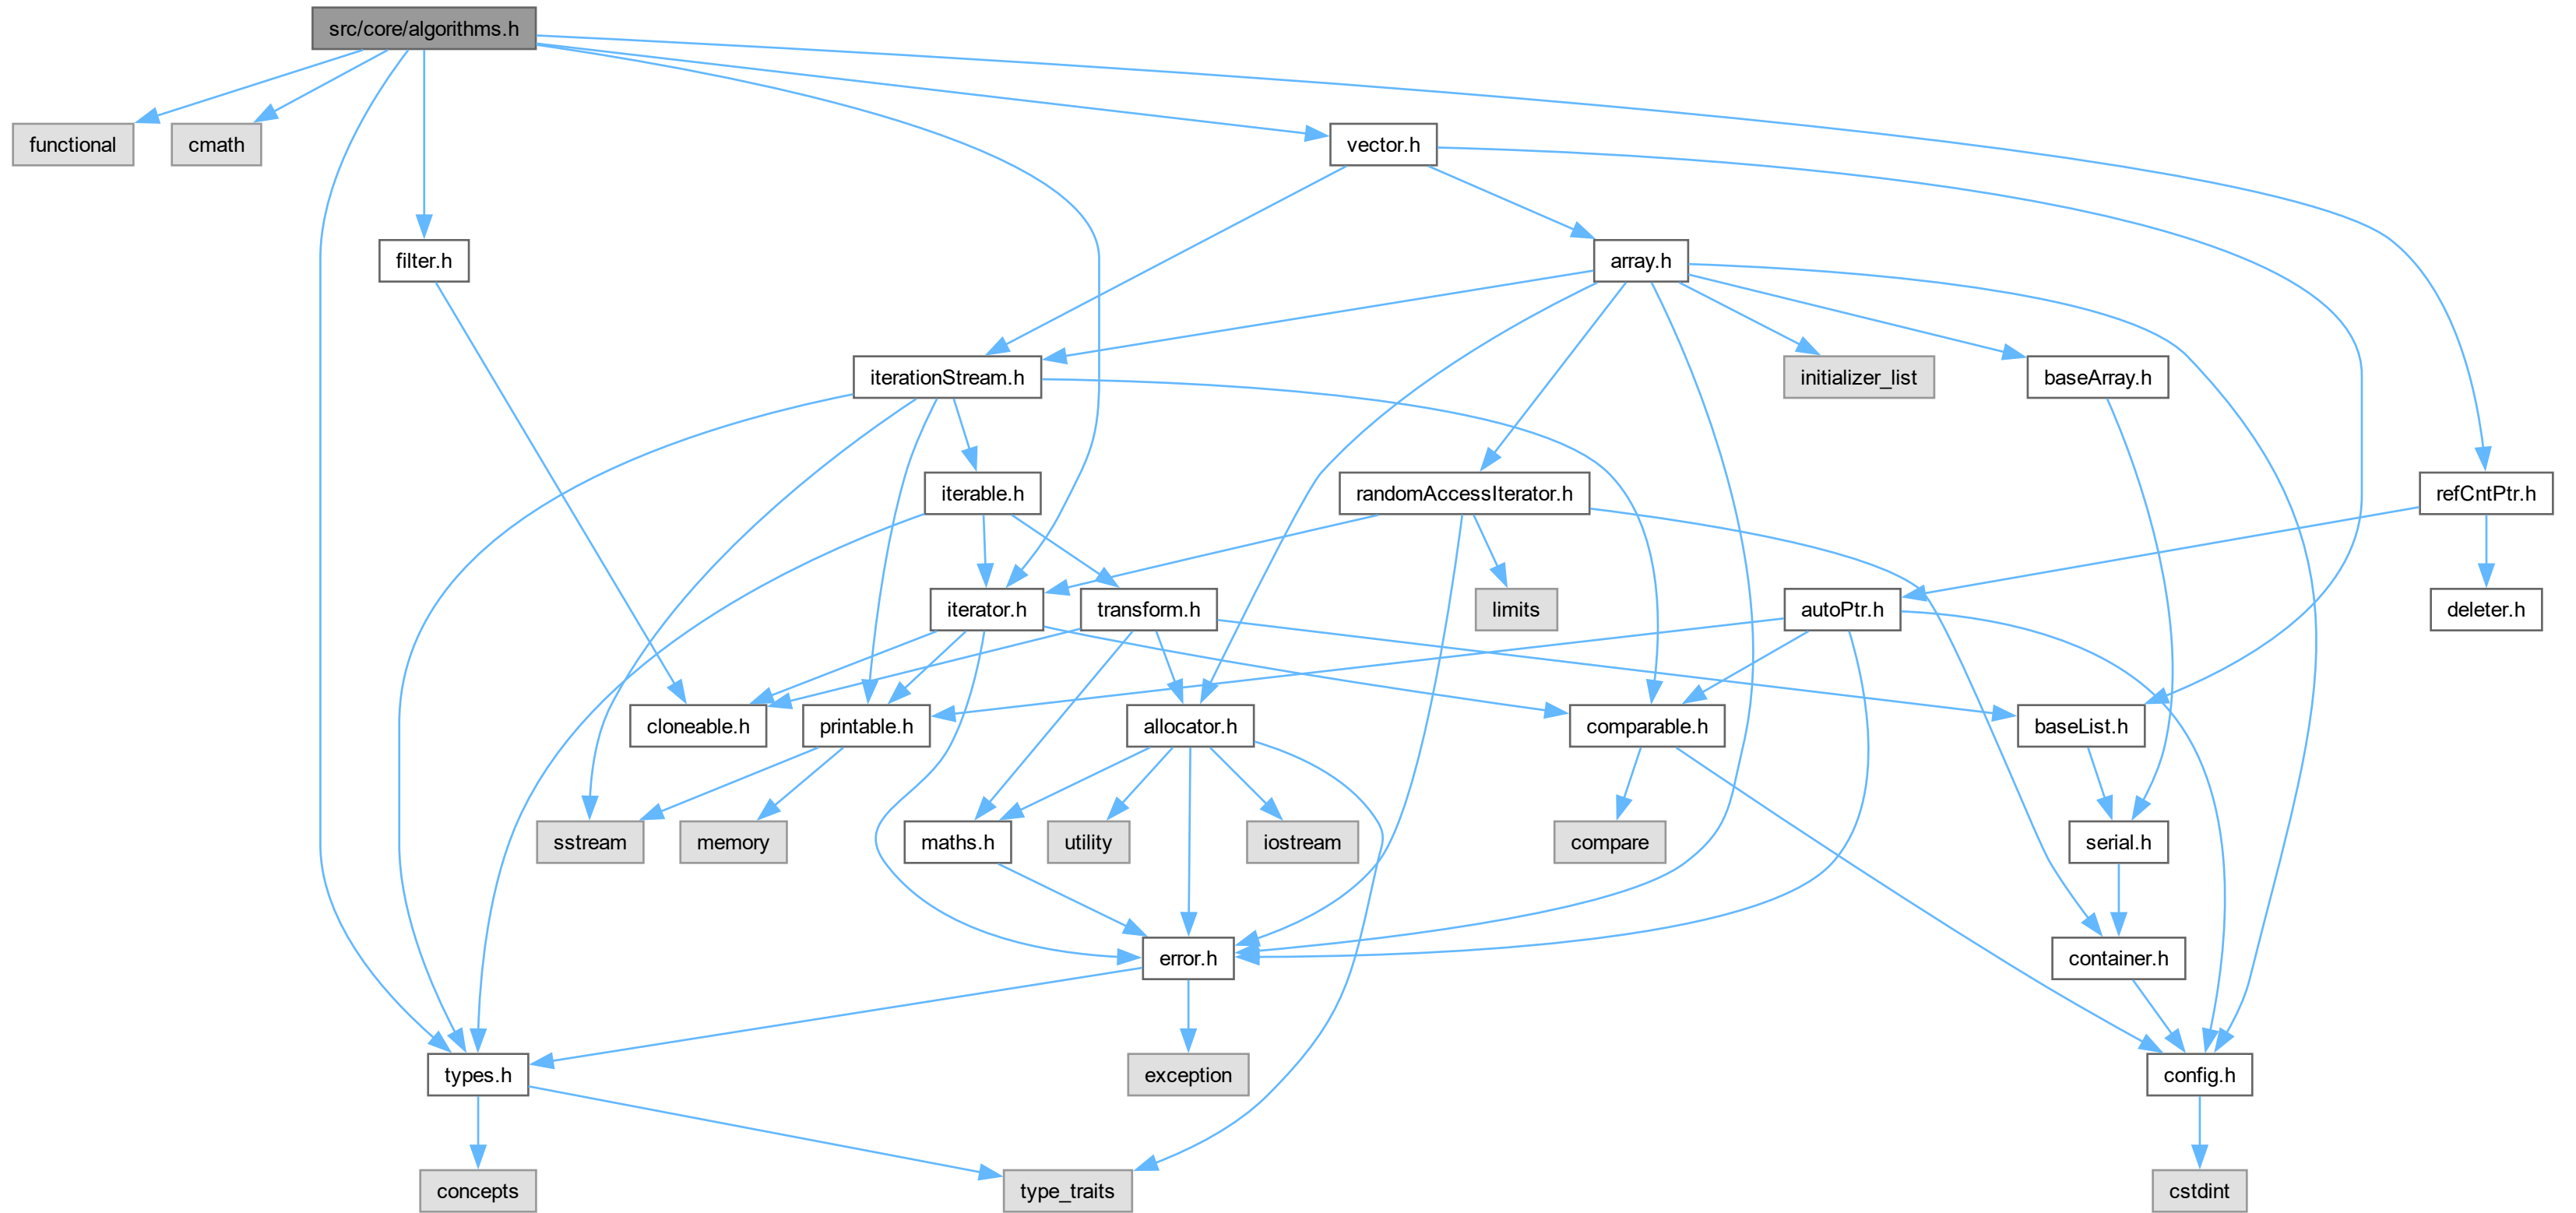 src/core/algorithms.h
functional
cmath
vector.h
filter.h
array.h
iterationStream.h
initializer_list
baseArray.h
iterable.h
randomAccessIterator.h
refCntPtr.h
iterator.h
transform.h
limits
autoPtr.h
deleter.h
cloneable.h
printable.h
allocator.h
comparable.h
baseList.h
sstream
memory
maths.h
utility
iostream
compare
serial.h
error.h
container.h
types.h
exception
config.h
concepts
type_traits
cstdint